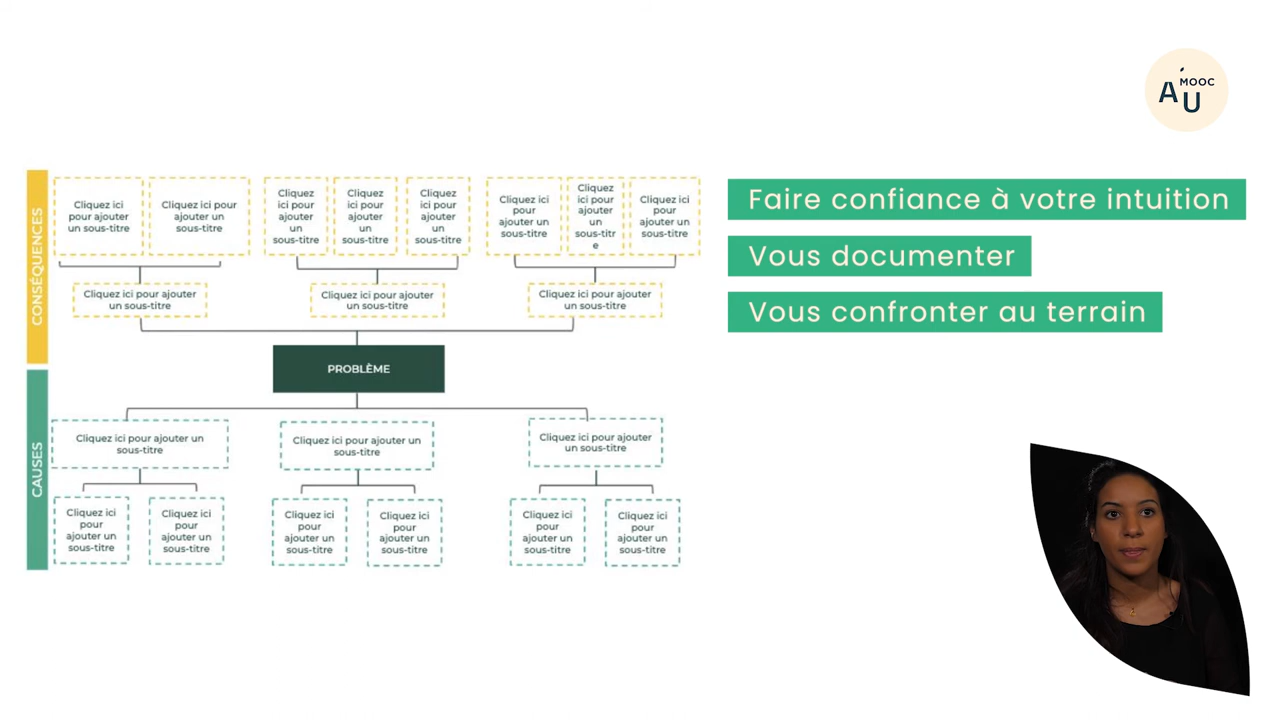 MOOC
A U
CONSÉQUENCES
Cliquez ici
pour ajouter
un sous-titre
Cliquez ici pour
ajouter un
sous-titre
Cliquez
ici pour
ajouter
un
sous-titre
Cliquez
ici pour
ajouter
un
sous-titre
Cliquez
ici pour
ajouter
un
sous-titre
Cliquez ici
pour
ajouter un
sous-titre
Cliquez
ici pour
ajouter
un
sous-titr
e
Cliquez ici
pour
ajouter un
sous-titre
Cliquez ici pour ajouter
un sous-titre
Cliquez ici pour ajouter
un sous-titre
Cliquez ici pour ajouter
un sous-titre
PROBLÈME
CAUSES
Cliquez ici pour ajouter un
sous-titre
Cliquez ici pour ajouter un
sous-titre
Cliquez ici pour ajouter
un sous-titre
Cliquez ici
pour
ajouter un
sous-titre
Cliquez ici
pour
ajouter un
sous-titre
Cliquez ici
pour
ajouter un
sous-titre
Cliquez ici
pour
ajouter un
sous-titre
Cliquez ici
pour
ajouter un
sous-titre
Cliquez ici
pour
ajouter un
sous-titre
Faire confiance à votre intuition
Vous documenter
Vous confronter au terrain